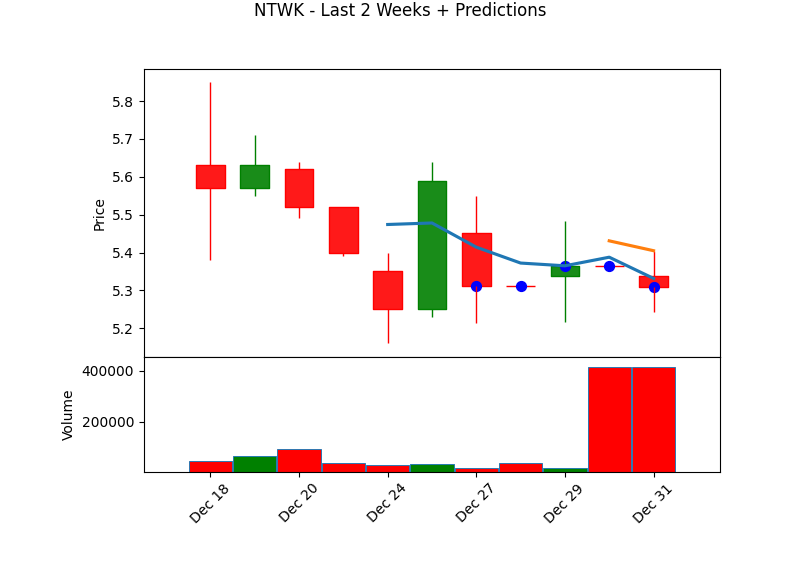 NTWK - Last 2 Weeks + Predictions
5.8
5.7
5.6
5.5
5.4
5.3
5.2
Price
400000
200000
Volume
Dec 18
Dec 20
Dec 24
Dec 27
Dec 29
Dec 31